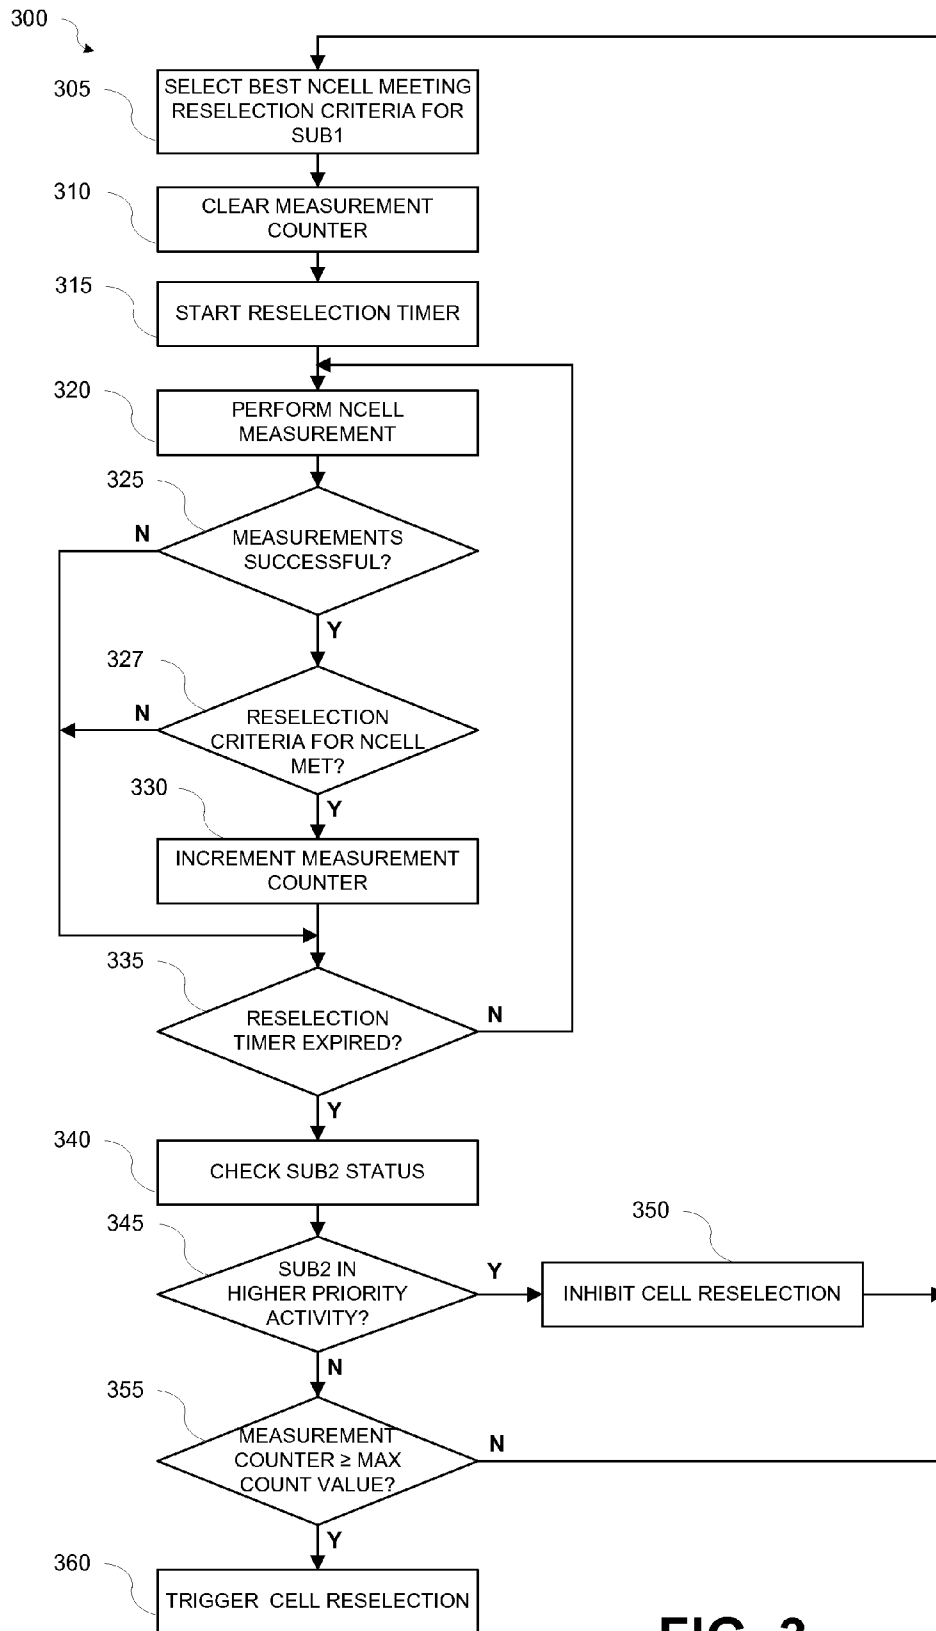 300
305
SELECT BEST NCELL MEETING
RESELECTION CRITERIA FOR
SUB1
310
CLEAR MEASUREMENT
COUNTER
315
START RESELECTION TIMER
320
PERFORM NCELL
MEASUREMENT
325
MEASUREMENTS
SUCCESSFUL?
N
Y
327
RESELECTION
CRITERIA FOR NCELL
MET?
N
Y
330
INCREMENT MEASUREMENT
COUNTER
335
RESELECTION
TIMER EXPIRED?
N
Y
340
CHECK SUB2 STATUS
345
SUB2 IN
HIGHER PRIORITY
ACTIVITY?
Y
350
INHIBIT CELL RESELECTION
N
355
MEASUREMENT
COUNTER ≥ MAX
COUNT VALUE?
N
Y
360
TRIGGER CELL RESELECTION
FIG.